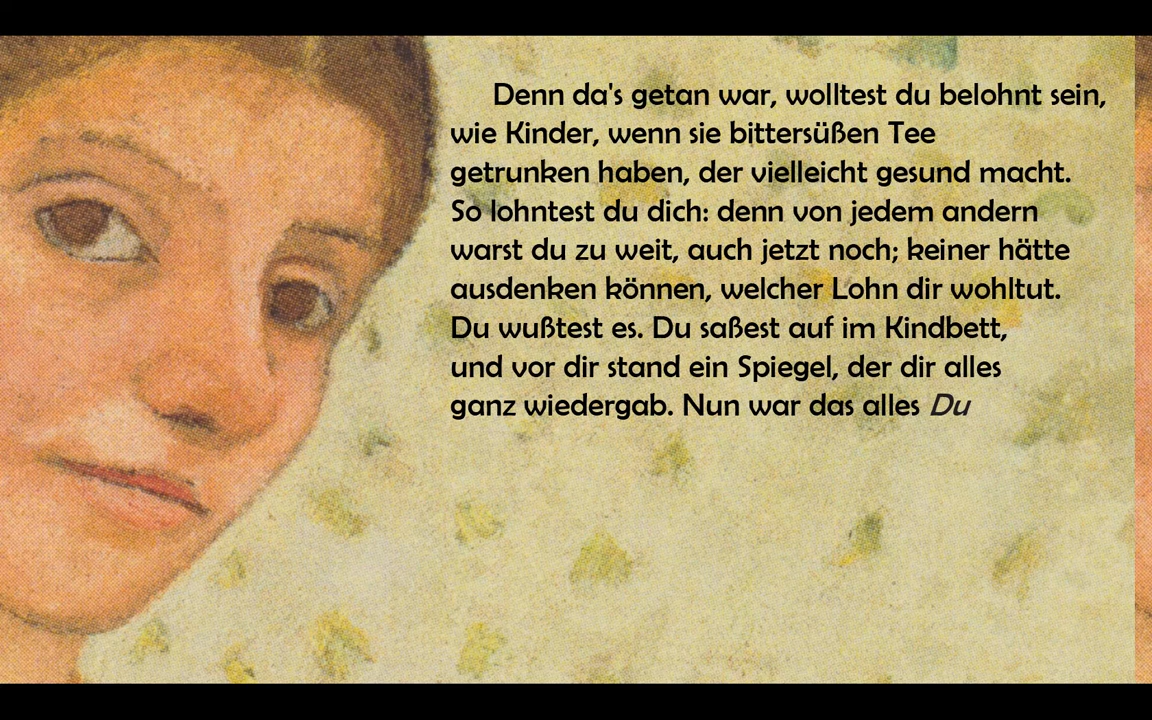 Denn da's getan war, wolltest du belohnt sein,
wie Kinder, wenn sie bittersüßen Tee
getrunken haben, der vielleicht gesund macht.
So lohntest du dich: denn von jedem andern
warst du zu weit, auch jetzt noch; keiner hätte
ausdenken können, welcher Lohn dir wohltut.
Du wußtest es. Du saßest auf im Kindbett,
und vor dir stand ein Spiegel, der dir alles
ganz wiedergab. Nun war das alles Du